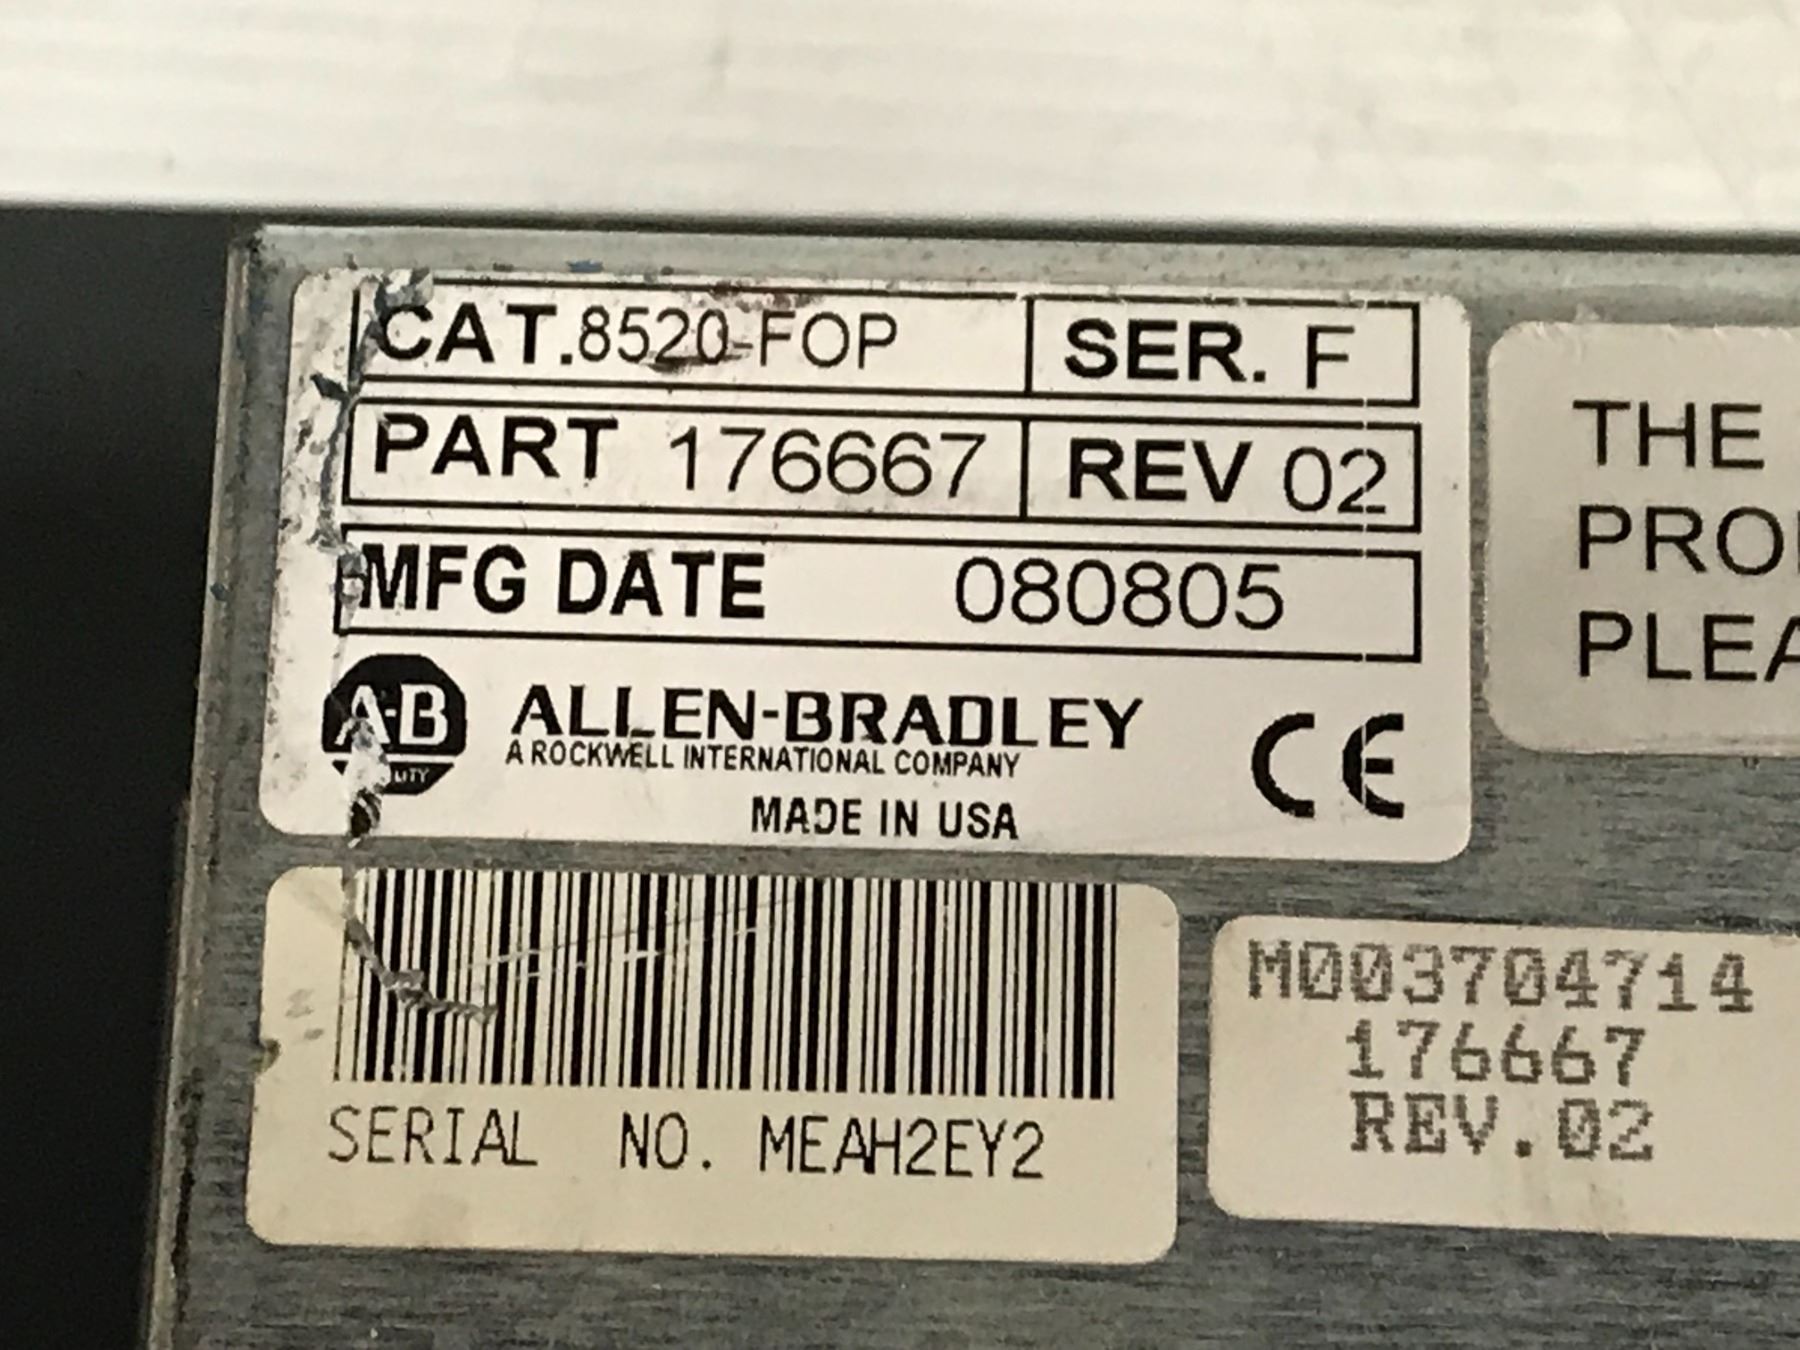 CAT. 8520-FOP SER. F
PART 176667 REV 02
MFG DATE 080805
A-B
ALLEN-BRADLEY
A ROCKWELL INTERNATIONAL COMPANY
MADE IN USA
CE
THE
PLEA
SERIAL NO. MEAH2EY2
M003704714
176667
REV.02